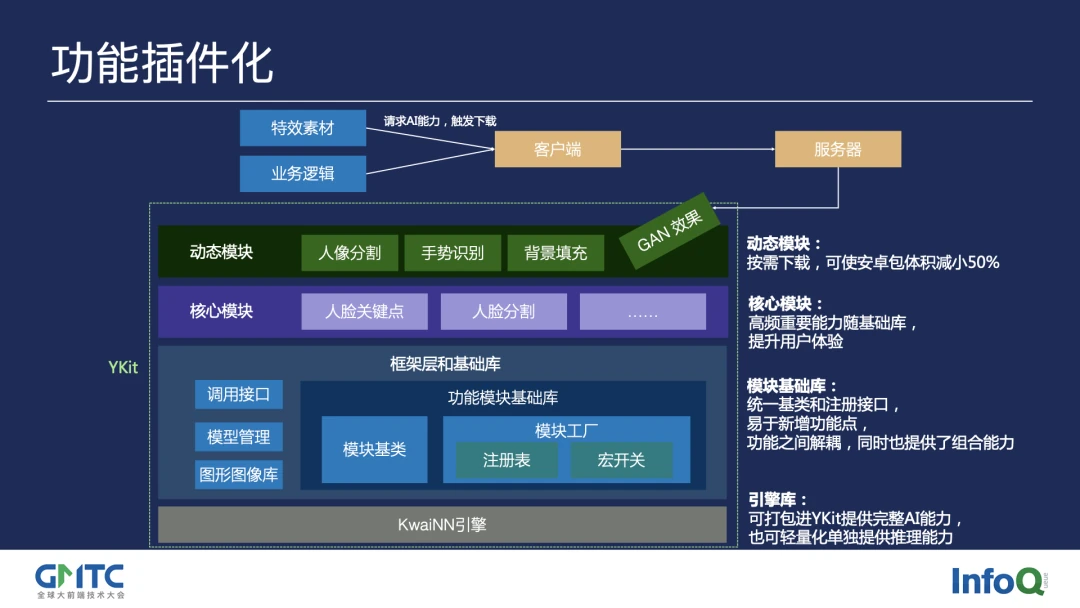 功能插件化
特效素材
请求AI能力，触发下载
客户端
服务器
业务逻辑
动态模块
人像分割
手势识别
背景填充
GAN 效果
核心模块
人脸关键点
人脸分割
……
YKit
框架层和基础库
调用接口
模型管理
图形图像库
功能模块基础库
模块基类
模块工厂
注册表
宏开关
KwaiNN引擎
动态模块：
按需下载，可使安卓包体积减小50%
核心模块：
高频重要能力随基础库，
提升用户体验
模块基础库：
统一基类和注册接口，
易于新增功能点，
功能之间解耦，同时也提供了组合能力
引擎库：
可打包进YKit提供完整AI能力，
也可轻量化单独提供推理能力
GMTC
全球大前端技术大会
InfoQ